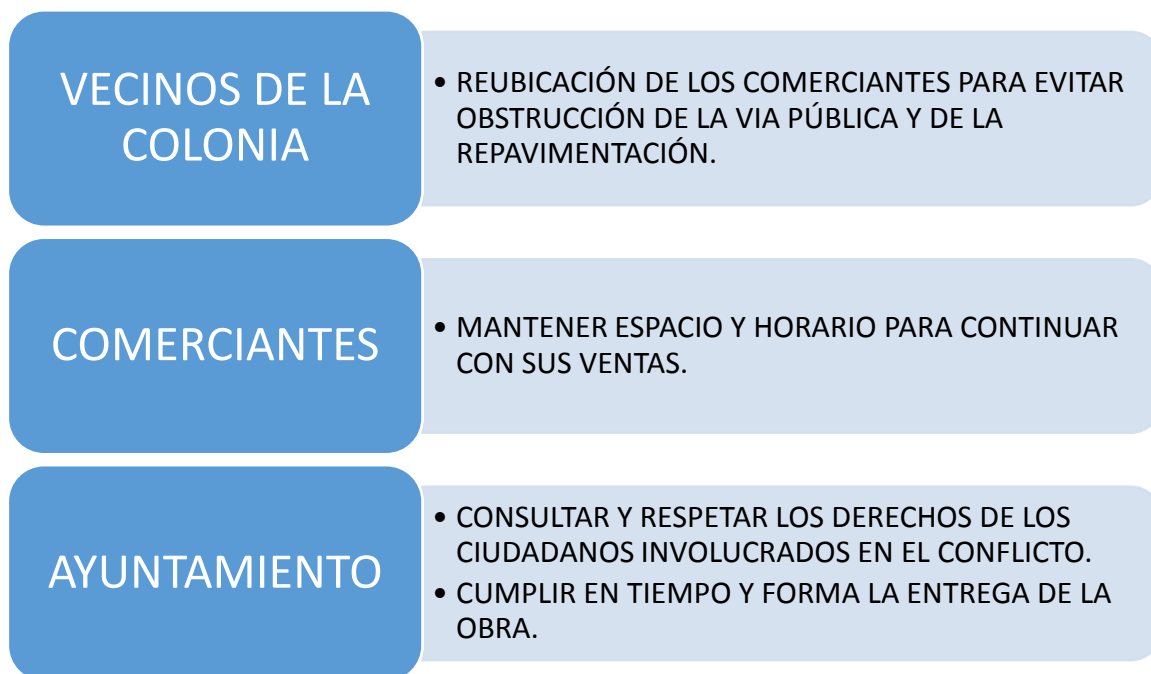 VECINOS DE LA
COLONIA
• REUBICACIÓN DE LOS COMERCIANTES PARA EVITAR
OBSTRUCCIÓN DE LA VIA PÚBLICA Y DE LA
REPAVIMENTACIÓN.
COMERCIANTES
• MANTENER ESPACIO Y HORARIO PARA CONTINUAR
CON SUS VENTAS.
AYUNTAMIENTO
• CONSULTAR Y RESPETAR LOS DERECHOS DE LOS
CIUDADANOS INVOLUCRADOS EN EL CONFLICTO.
• CUMPLIR EN TIEMPO Y FORMA LA ENTREGA DE LA
OBRA.